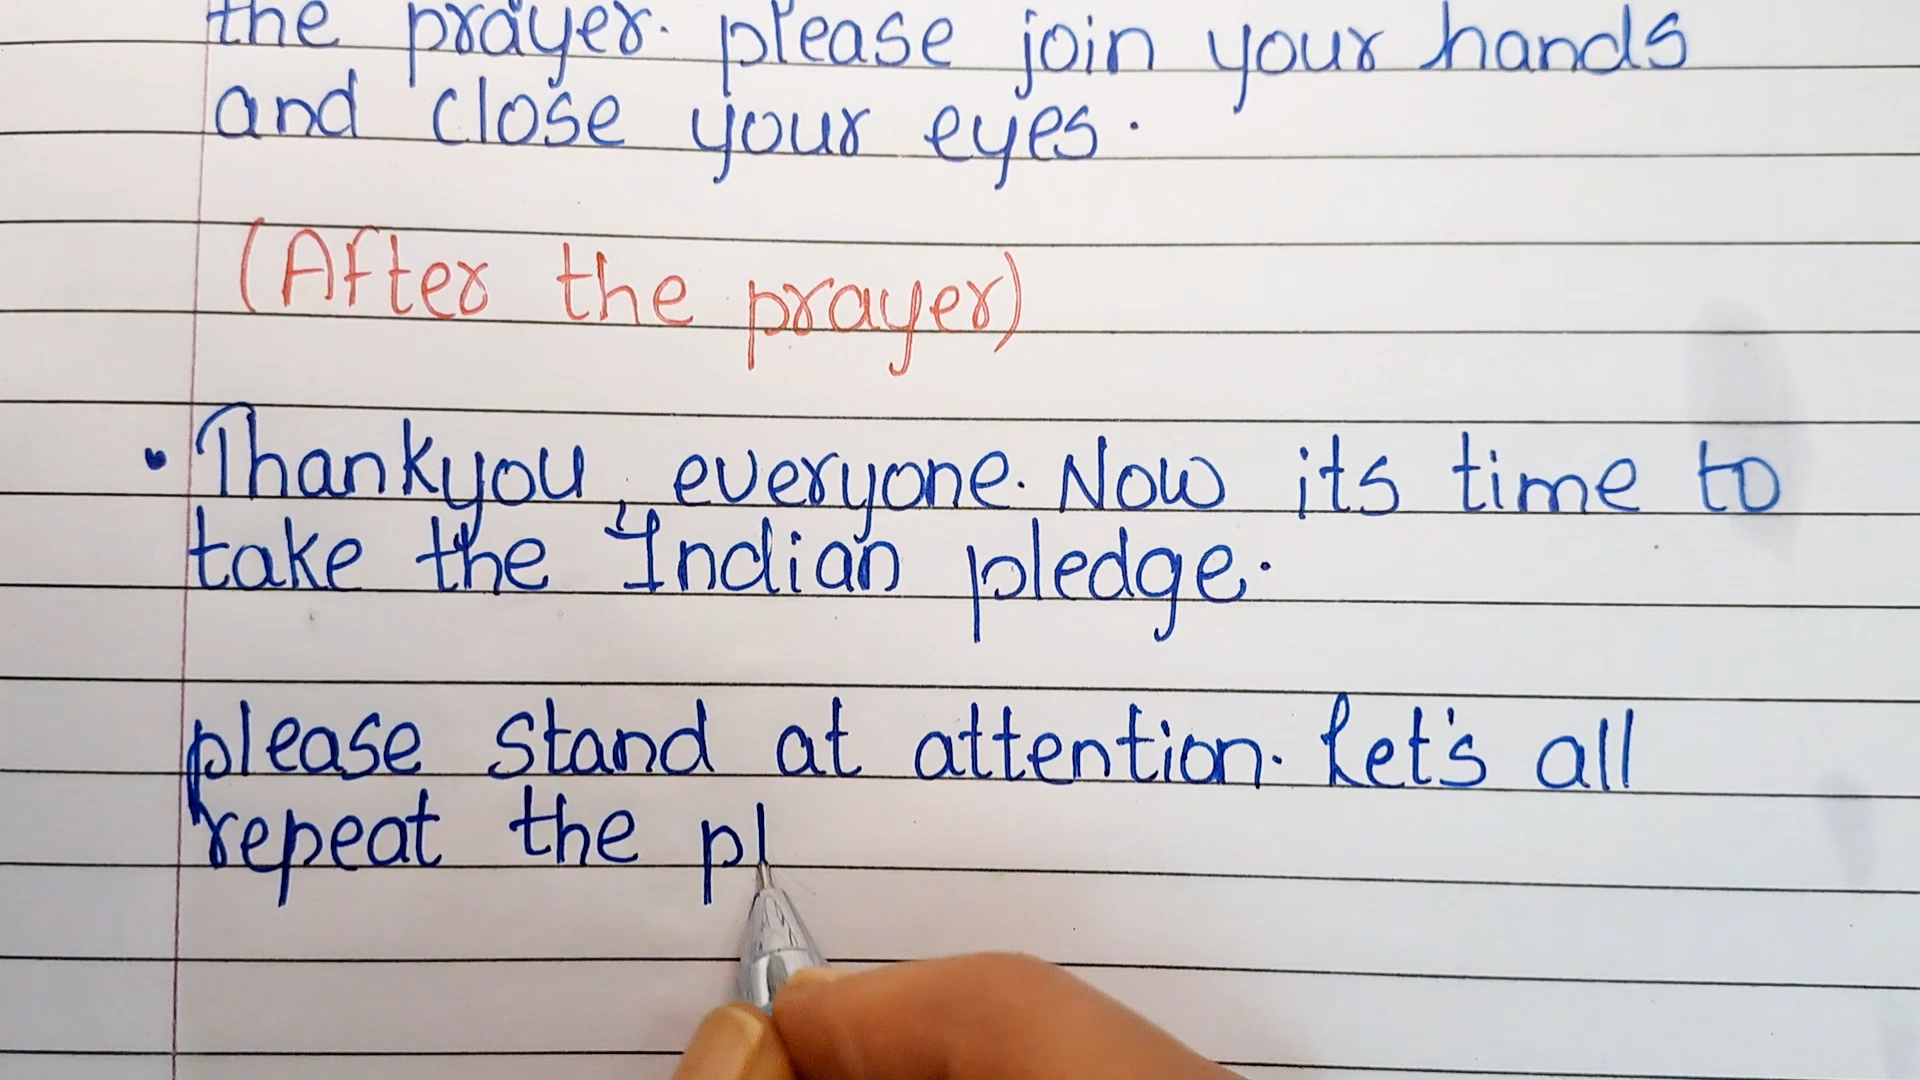 the prayer. please join your hands
and close your eyes.
(After the prayer)
• Thankyou, everyone. Now its time to
take the Indian pledge.
please stand at attention. Let's all
repeat the pl